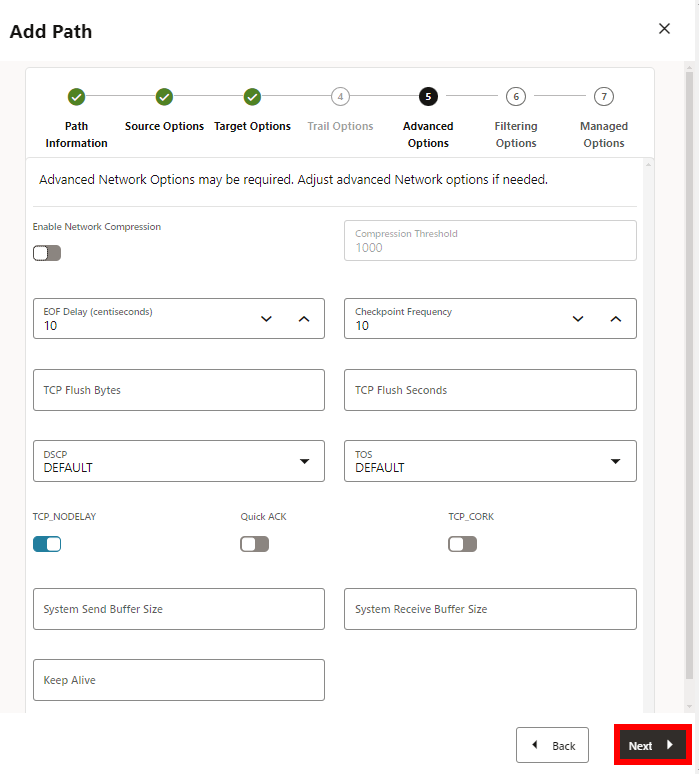 Add Path
4
5
6
7
Path
Information
Source Options
Target Options
Trail Options
Advanced
Options
Filtering
Options
Managed
Options
Advanced Network Options may be required. Adjust advanced Network options if needed.
Enable Network Compression
Compression Threshold
1000
EOF Delay (centiseconds)
10
Checkpoint Frequency
10
TCP Flush Bytes
TCP Flush Seconds
DSCP
DEFAULT
TOS
DEFAULT
TCP_NODELAY
Quick ACK
TCP_CORK
System Send Buffer Size
System Receive Buffer Size
Keep Alive
Back
Next